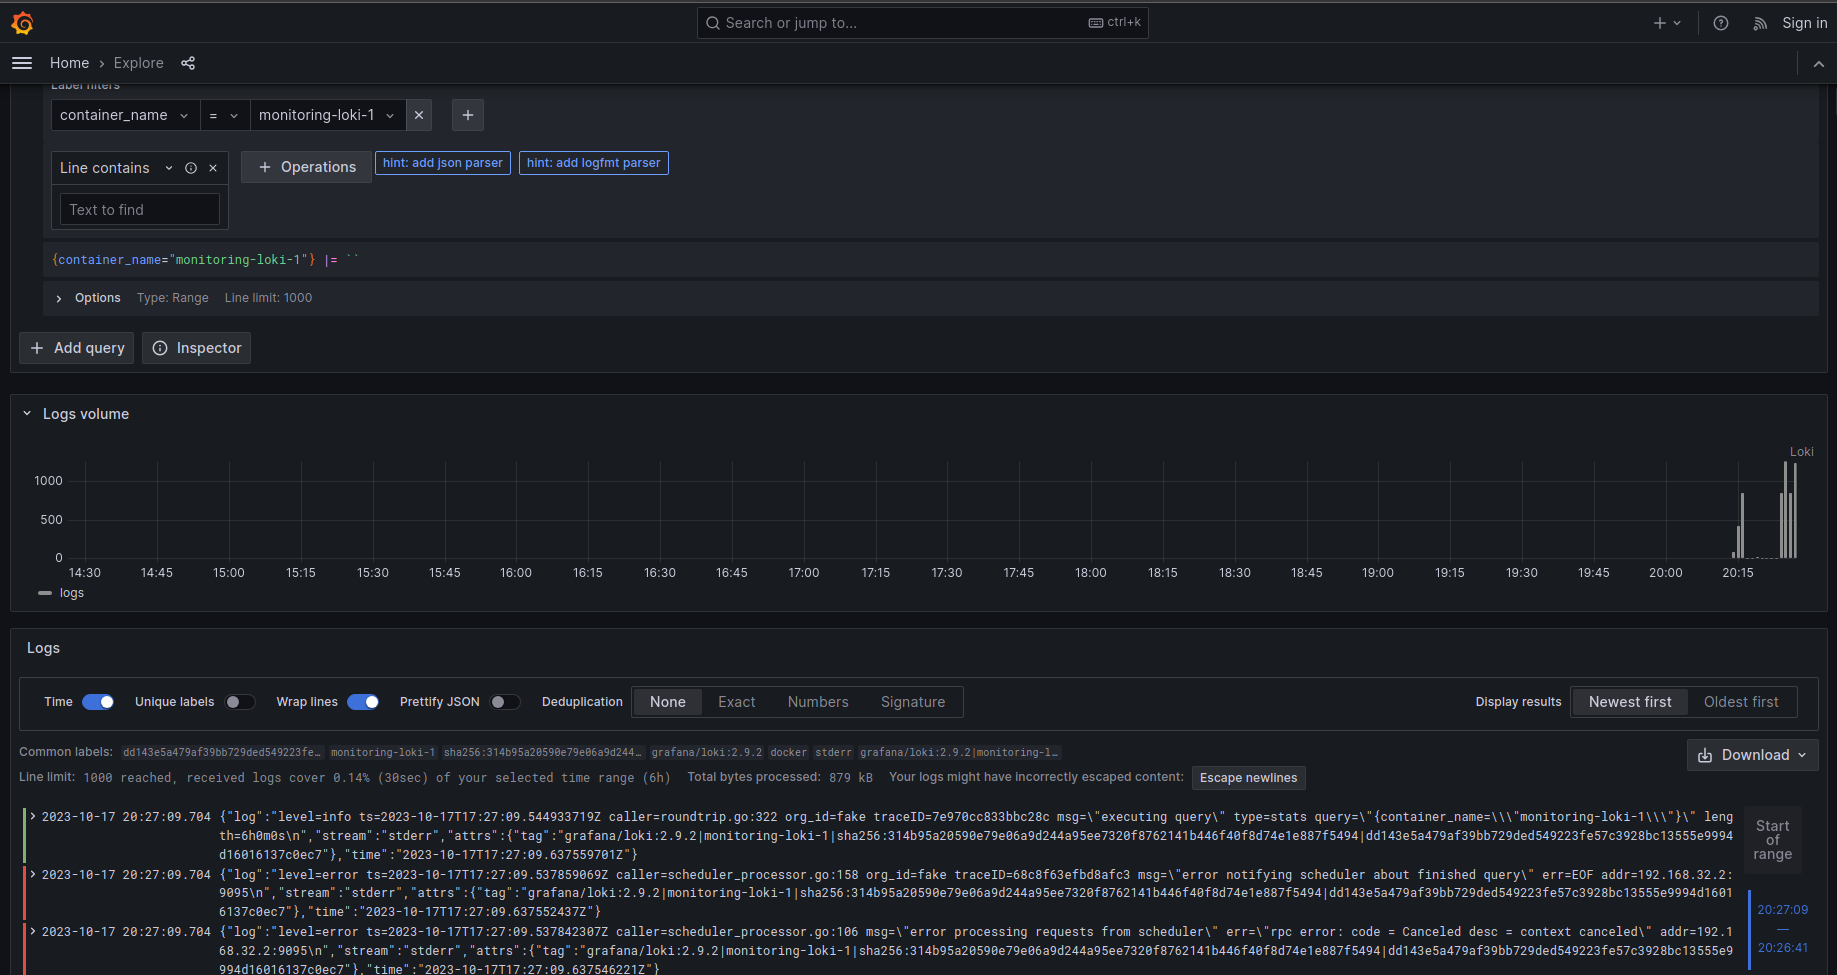 Search or jump to... ctrl+k
Sign in
Home › Explore
Label filters
container_name = monitoring-loki-1
Line contains
+ Operations hint: add json parser hint: add logfmt parser
Text to find
{container_name="monitoring-loki-1"} |= ``
Options Type: Range Line limit: 1000
+ Add query Inspector
Logs volume
Loki
1000
500
0
14:30 14:45 15:00 15:15 15:30 15:45 16:00 16:15 16:30 16:45 17:00 17:15 17:30 17:45 18:00 18:15 18:30 18:45 19:00 19:15 19:30 19:45 20:00 20:15
logs
Logs
Time Unique labels Wrap lines Prettify JSON Deduplication None Exact Numbers Signature Display results Newest first Oldest first
Common labels: dd143e5a479af39bb729ded549223fe… monitoring-loki-1 sha256:314b95a20590e79e06a9d244… grafana/loki:2.9.2 docker stderr grafana/loki:2.9.2|monitoring-l…
Download
Line limit: 1000 reached, received logs cover 0.14% (30sec) of your selected time range (6h) Total bytes processed: 879 kB Your logs might have incorrectly escaped content: Escape newlines
2023-10-17 20:27:09.704 {"log":"level=info ts=2023-10-17T17:27:09.544933719Z caller=roundtrip.go:322 org_id=fake traceID=7e970cc833bbc28c msg=\"executing query\" type=stats query=\"{container_name=\\\"monitoring-loki-1\\\"}\" leng
th=6h0m0s\n","stream":"stderr","attrs":{"tag":"grafana/loki:2.9.2|monitoring-loki-1|sha256:314b95a20590e79e06a9d244a95ee7320f8762141b446f40f8d74e1e887f5494|dd143e5a479af39bb729ded549223fe57c3928bc13555e9994
d16016137c0ec7"},"time":"2023-10-17T17:27:09.637559701Z"}
2023-10-17 20:27:09.704 {"log":"level=error ts=2023-10-17T17:27:09.537859069Z caller=scheduler_processor.go:158 org_id=fake traceID=68c8f63efbd8afc3 msg=\"error notifying scheduler about finished query\" err=EOF addr=192.168.32.2:
9095\n","stream":"stderr","attrs":{"tag":"grafana/loki:2.9.2|monitoring-loki-1|sha256:314b95a20590e79e06a9d244a95ee7320f8762141b446f40f8d74e1e887f5494|dd143e5a479af39bb729ded549223fe57c3928bc13555e9994d1601
6137c0ec7"},"time":"2023-10-17T17:27:09.637552437Z"}
2023-10-17 20:27:09.704 {"log":"level=error ts=2023-10-17T17:27:09.537842307Z caller=scheduler_processor.go:106 msg=\"error processing requests from scheduler\" err=\"rpc error: code = Canceled desc = context canceled\" addr=192.1
68.32.2:9095\n","stream":"stderr","attrs":{"tag":"grafana/loki:2.9.2|monitoring-loki-1|sha256:314b95a20590e79e06a9d244a95ee7320f8762141b446f40f8d74e1e887f5494|dd143e5a479af39bb729ded549223fe57c3928bc13555e9
994d16016137c0ec7"},"time":"2023-10-17T17:27:09.637546221Z"}
Start
of
range
20:27:09
—
20:26:41